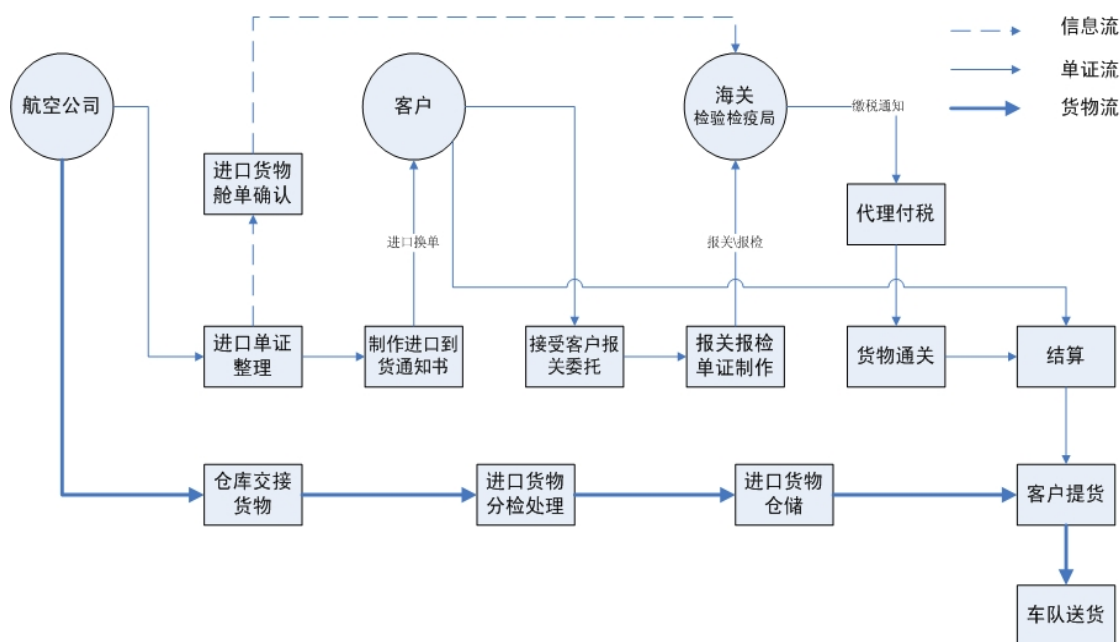 信息流
单证流
货物流
航空公司
客户
海关
检验检疫局
缴税通知
进口货物
舱单确认
代理付税
进口换单
报关\报检
进口单证
整理
制作进口到
货通知书
接受客户报
关委托
报关报检
单证制作
货物通关
结算
仓库交接
货物
进口货物
分检处理
进口货物
仓储
客户提货
车队送货